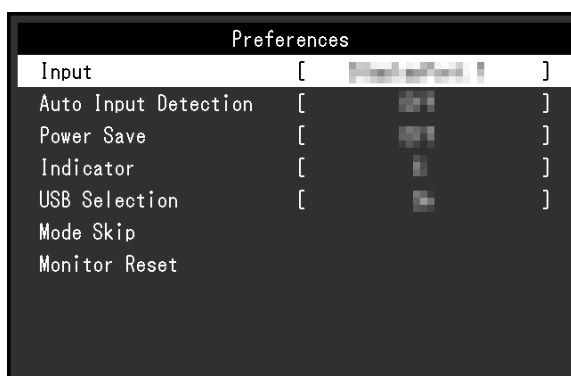 Preferences
Input [ ]
Auto Input Detection [ ]
Power Save [ ]
Indicator [ ]
USB Selection [ ]
Mode Skip
Monitor Reset